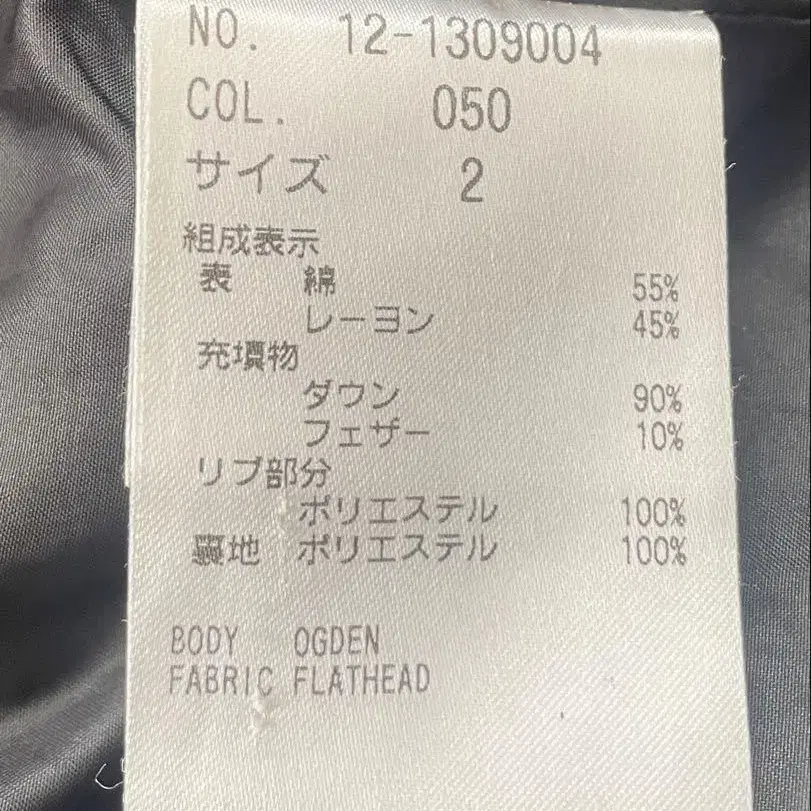 NO. 12-1309004
COL. 050
サイズ 2
組成表示
表 綿 55%
レーヨン 45%
充填物
ダウン 90%
フェザー 10%
リブ部分
ポリエステル 100%
裏地 ポリエステル 100%
BODY OGDEN
FABRIC FLATHEAD